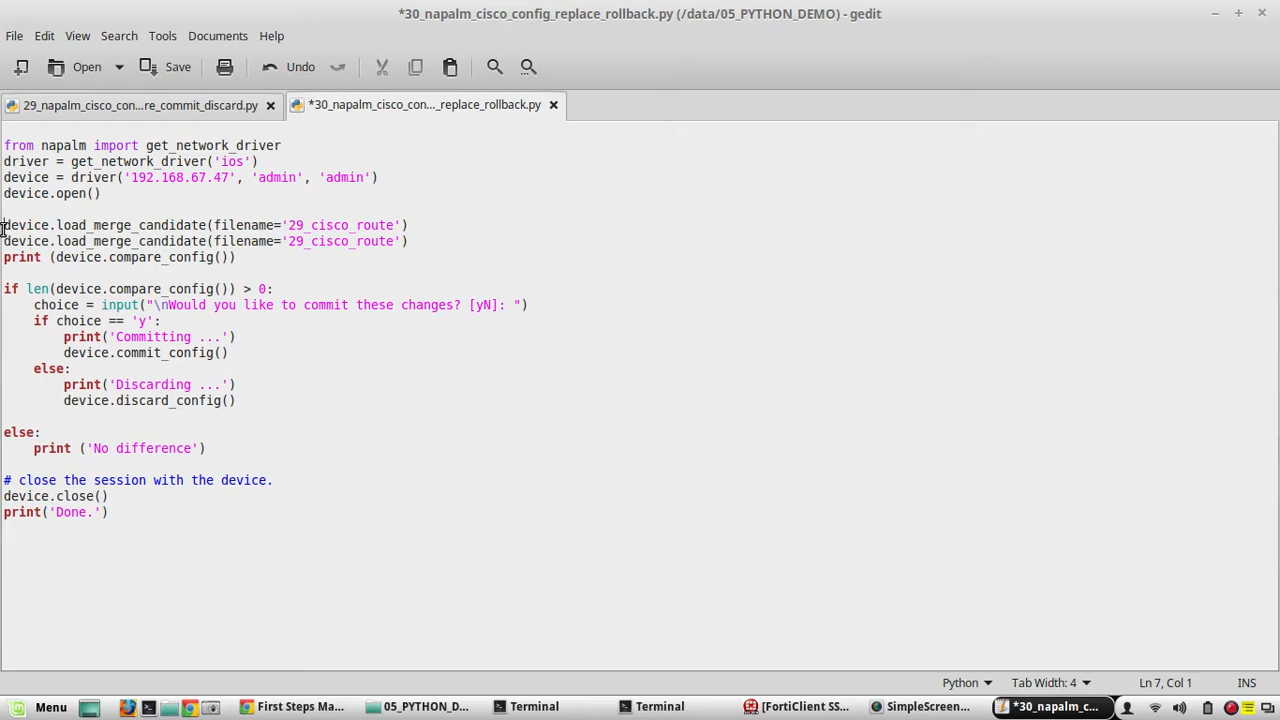 *30_napalm_cisco_config_replace_rollback.py (/data/05_PYTHON_DEMO) - gedit
File Edit View Search Tools Documents Help
Open Save Undo
29_napalm_cisco_con...re_commit_discard.py *30_napalm_cisco_con..._replace_rollback.py
from napalm import get_network_driver
driver = get_network_driver('ios')
device = driver('192.168.67.47', 'admin', 'admin')
device.open()
device.load_merge_candidate(filename='29_cisco_route')
device.load_merge_candidate(filename='29_cisco_route')
print (device.compare_config())
if len(device.compare_config()) > 0:
    choice = input("\nWould you like to commit these changes? [yN]: ")
    if choice == 'y':
        print('Committing ...')
        device.commit_config()
    else:
        print('Discarding ...')
        device.discard_config()
else:
    print ('No difference')
# close the session with the device.
device.close()
print('Done.')
Python Tab Width: 4 Ln 7, Col 1 INS
Menu First Steps Ma... 05_PYTHON_D... Terminal Terminal [FortiClient SS... SimpleScreen... *30_napalm_c...